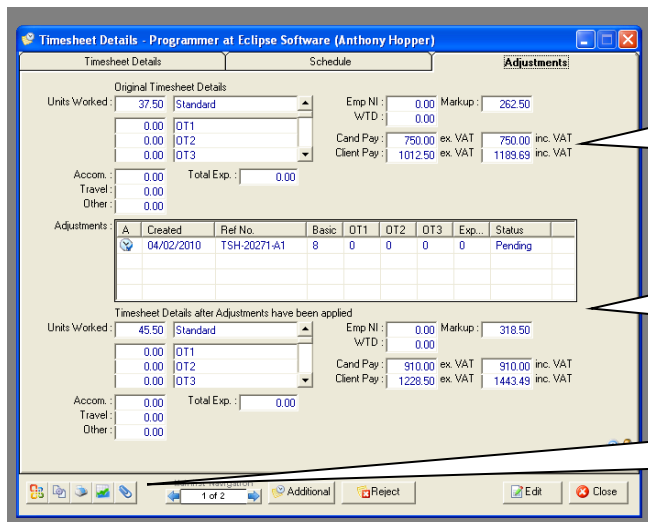 Timesheet Details - Programmer at Eclipse Software (Anthony Hopper)
Timesheet Details Schedule Adjustments
Original Timesheet Details
Units Worked : 37.50 Standard Emp NI : 0.00 Markup : 262.50
WTD : 0.00
0.00 OT1
0.00 OT2 Cand Pay : 750.00 ex. VAT 750.00 inc. VAT
0.00 OT3 Client Pay : 1012.50 ex. VAT 1189.69 inc. VAT
Accom. : 0.00 Total Exp. : 0.00
Travel : 0.00
Other : 0.00
Adjustments : A Created Ref No. Basic OT1 OT2 OT3 Exp... Status
04/02/2010 TSH-20271-A1 8 0 0 0 0 Pending
Timesheet Details after Adjustments have been applied
Units Worked : 45.50 Standard Emp NI : 0.00 Markup : 318.50
WTD : 0.00
0.00 OT1
0.00 OT2 Cand Pay : 910.00 ex. VAT 910.00 inc. VAT
0.00 OT3 Client Pay : 1228.50 ex. VAT 1443.49 inc. VAT
Accom. : 0.00 Total Exp. : 0.00
Travel : 0.00
Other : 0.00
Navigation
1 of 2 Additional Reject Edit Close